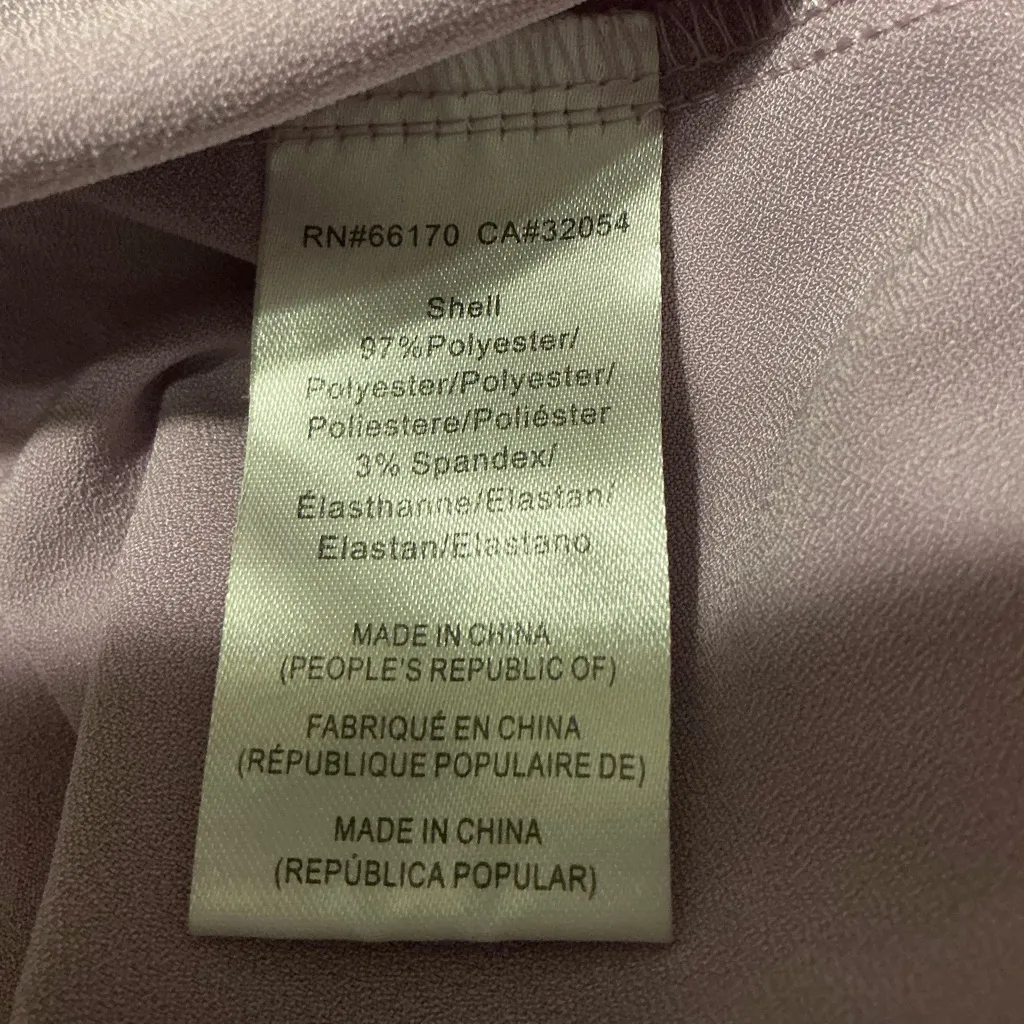 RN#66170 CA#32054
Shell
97%Polyester/
Polyester/Polyester/
Poliestere/Poliéster
3% Spandex/
Élasthanne/Elastan/
Elastan/Elastano
MADE IN CHINA
(PEOPLE'S REPUBLIC OF)
FABRIQUÉ EN CHINA
(RÉPUBLIQUE POPULAIRE DE)
MADE IN CHINA
(REPÚBLICA POPULAR)